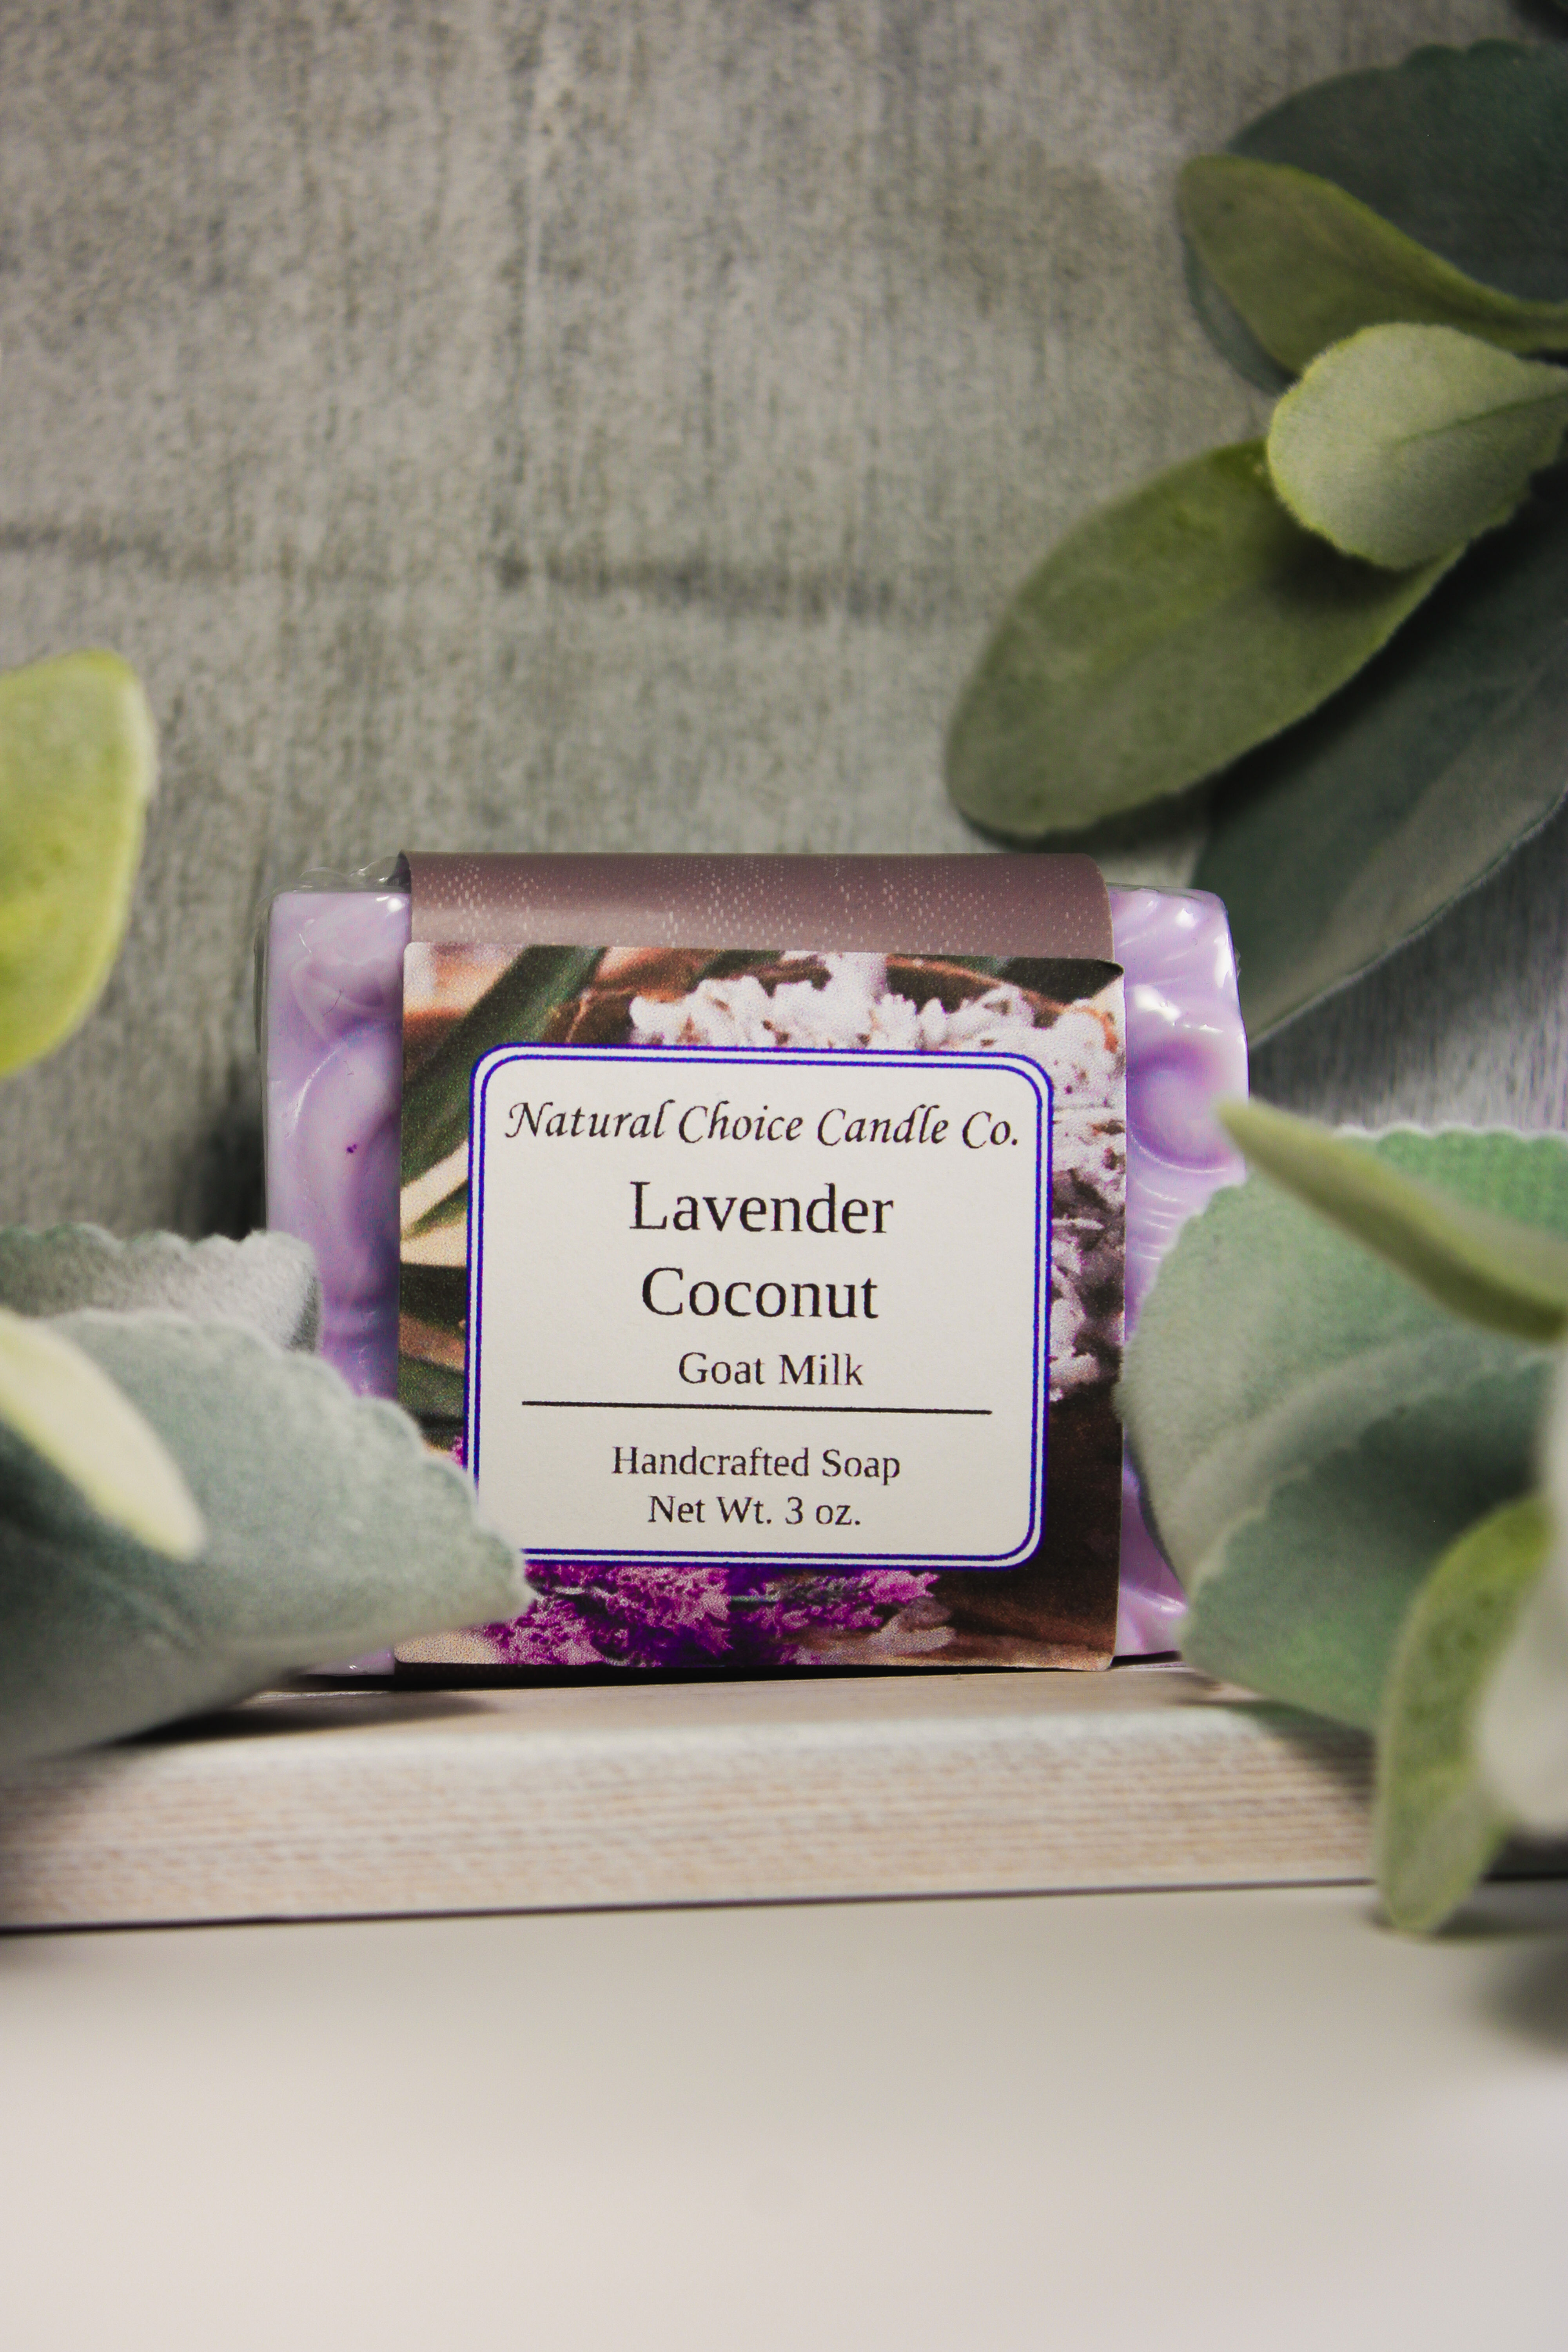 Natural Choice Candle Co.
Lavender
Coconut
Goat Milk
Handcrafted Soap
Net Wt. 3 oz.